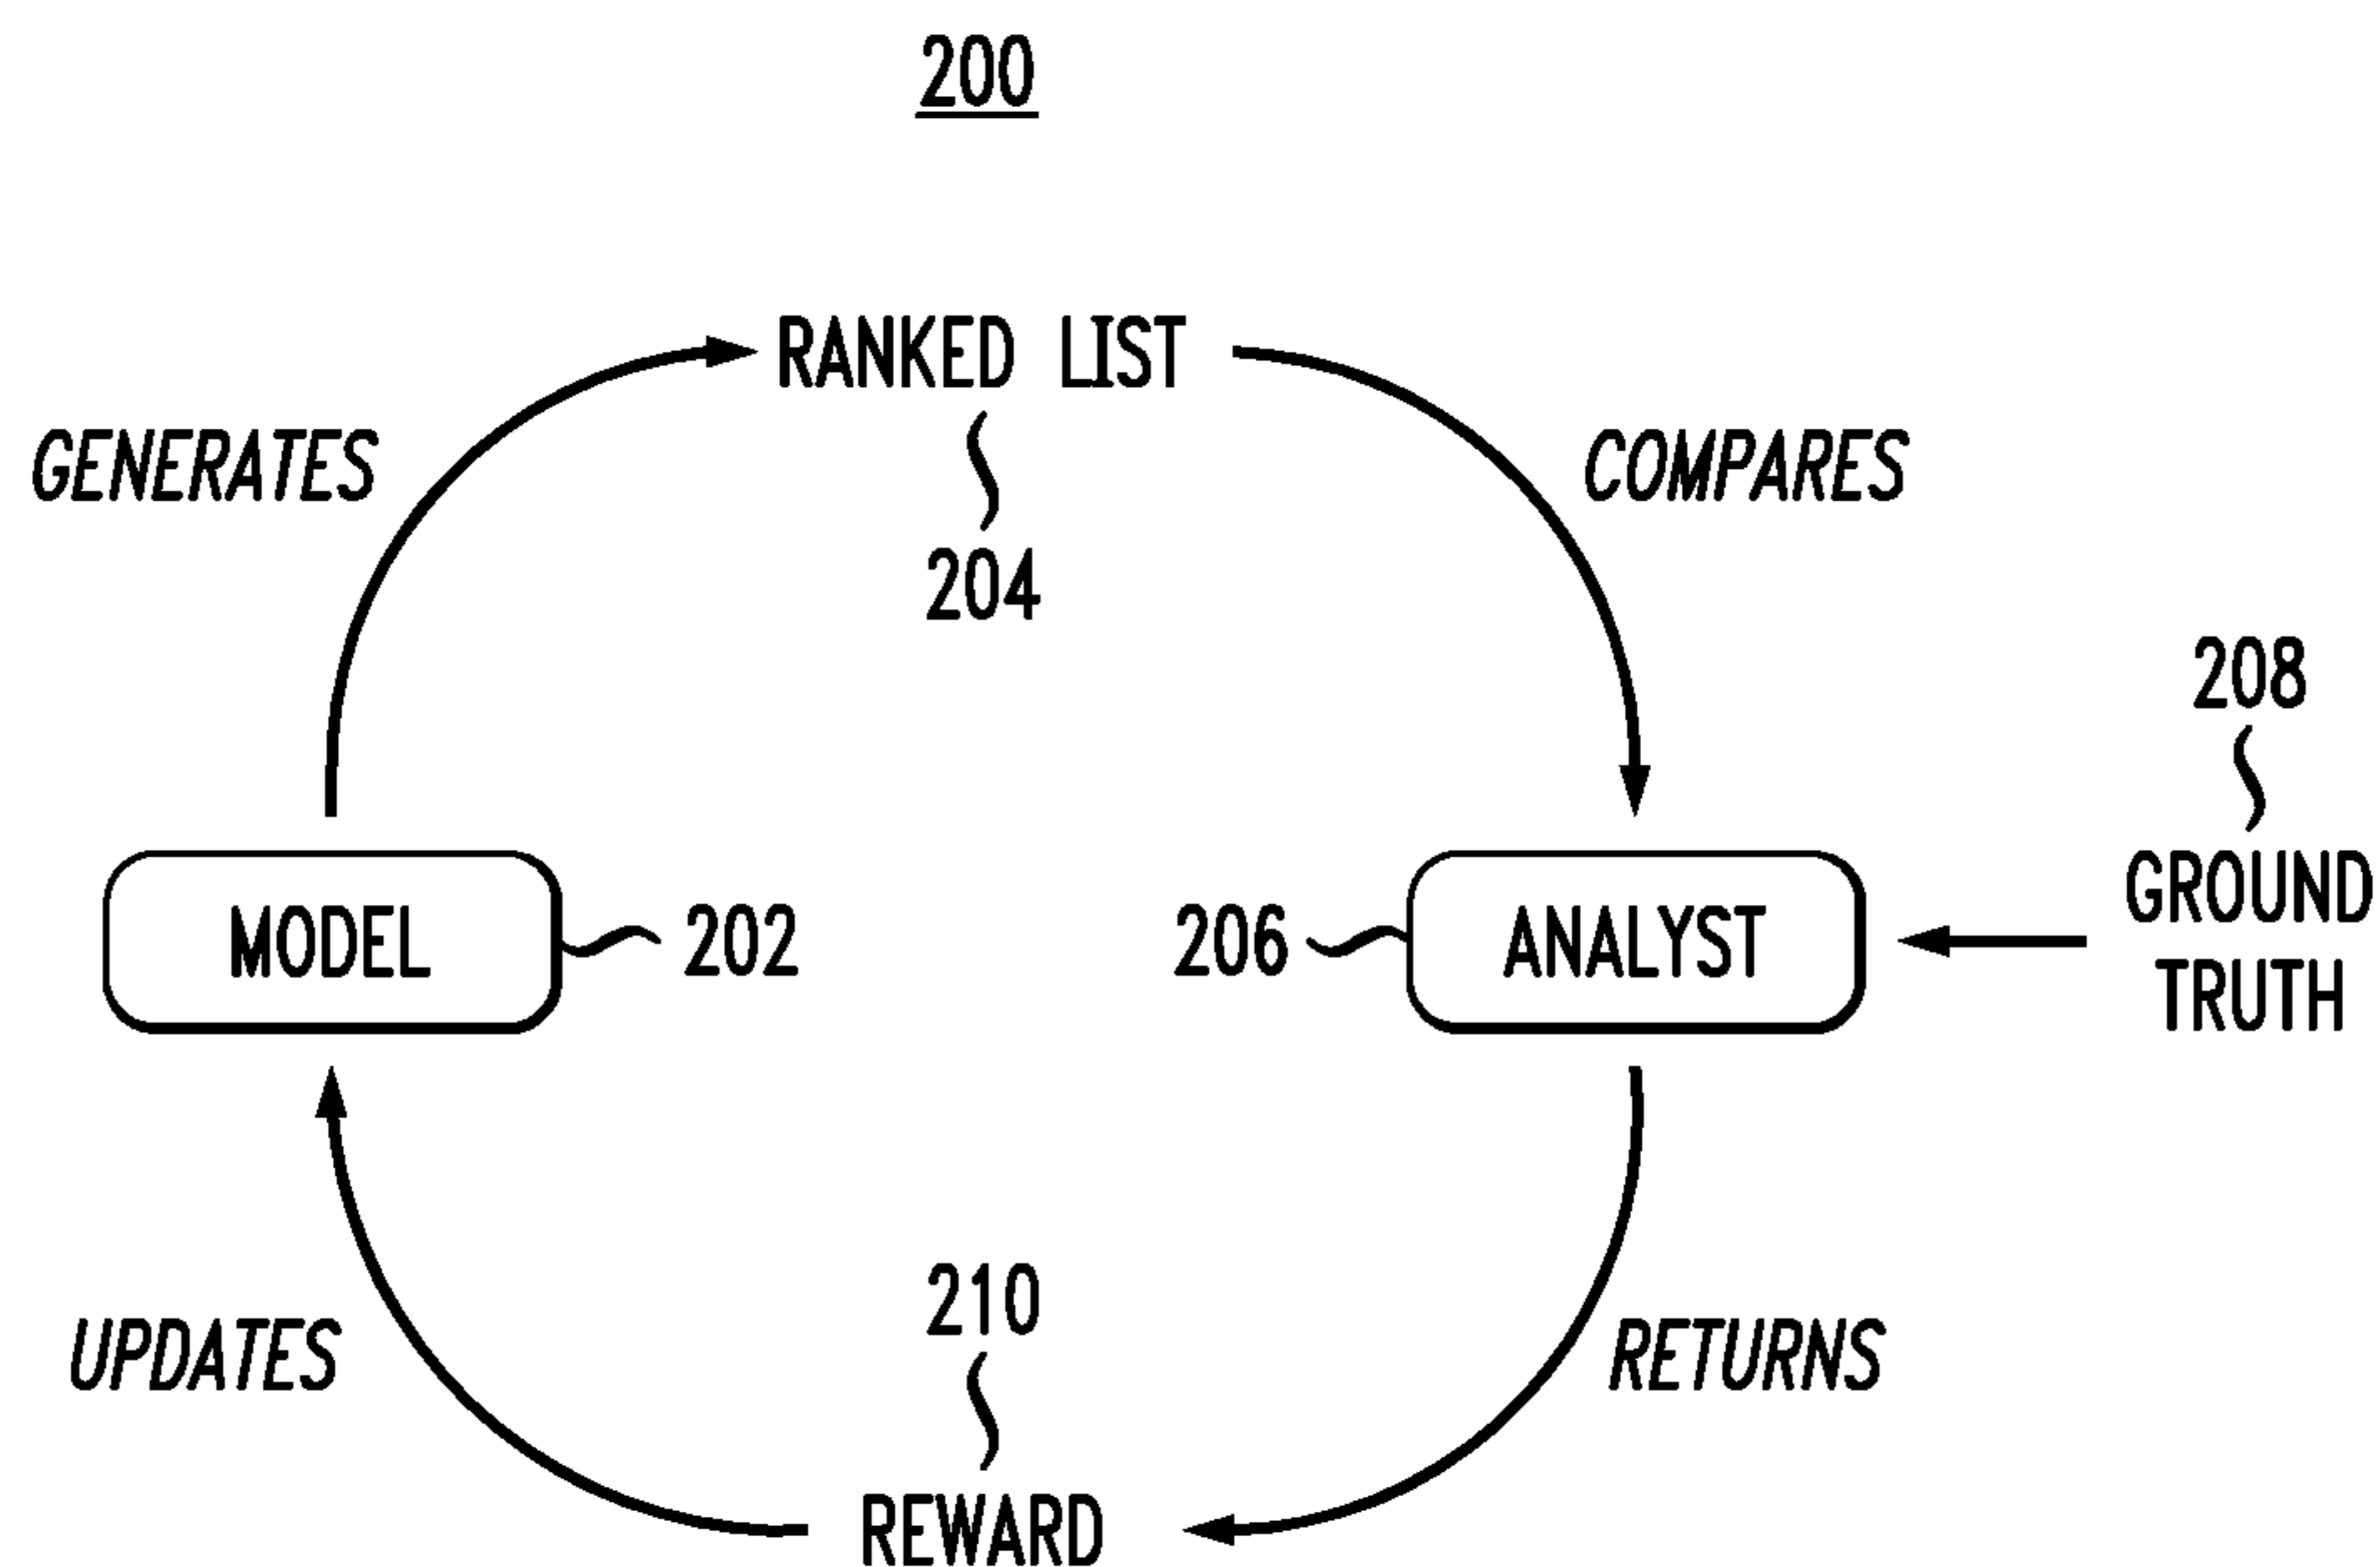 200
RANKED LIST
GENERATES
COMPARES
204
208
MODEL
202
206
ANALYST
GROUND
TRUTH
210
UPDATES
RETURNS
REWARD